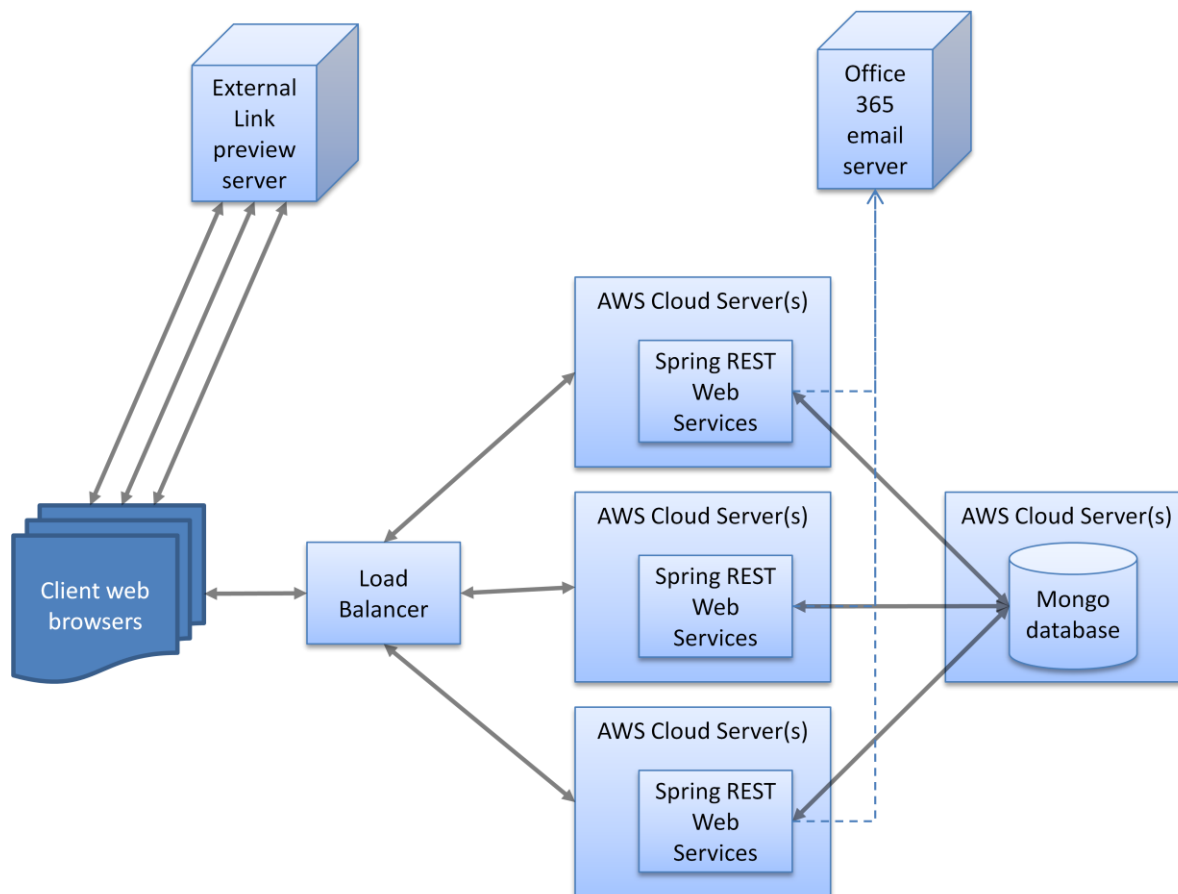 External
Link
preview
server
Office
365
email
server
AWS Cloud Server(s)
Spring REST
Web
Services
AWS Cloud Server(s)
Spring REST
Web
Services
AWS Cloud Server(s)
Mongo
database
Client web
browsers
Load
Balancer
AWS Cloud Server(s)
Spring REST
Web
Services